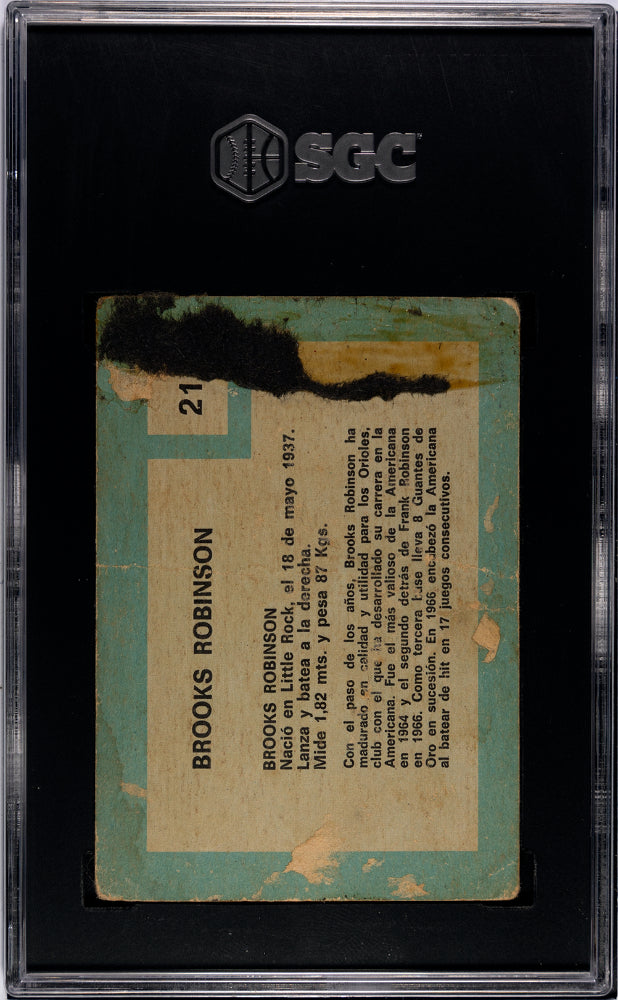 SGC
21
BROOKS ROBINSON
BROOKS ROBINSON
Nació en Little Rock, el 18 de mayo 1937.
Lanza y batea a la derecha.
Mide 1,82 mts. y pesa 87 Kgs.
Con el paso de los años, Brooks Robinson ha
madurado en calidad y utilidad para los Orioles,
club con el que ha desarrollado su carrera en la
Americana. Fue el más valioso de la Americana
en 1964 y el segundo detrás de Frank Robinson
en 1966. Como tercera base lleva 8 Guantes de
Oro en sucesión. En 1966 encabezó la Americana
al batear de hit en 17 juegos consecutivos.